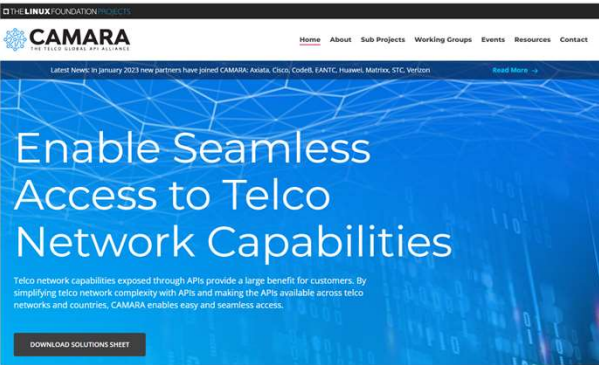 THE LINUX FOUNDATION PROJECTS
CAMARA
THE TELCO GLOBAL API ALLIANCE
Home About Sub Projects Working Groups Events Resources Contact
Latest News: In January 2023 new partners have joined CAMARA: Axiata, Cisco, CodeB, EANTC, Huawei, Matrixx, STC, Verizon Read More →
Enable Seamless
Access to Telco
Network Capabilities
Telco network capabilities exposed through APIs provide a large benefit for customers. By
simplifying telco network complexity with APIs and making the APIs available across telco
networks and countries, CAMARA enables easy and seamless access.
DOWNLOAD SOLUTIONS SHEET